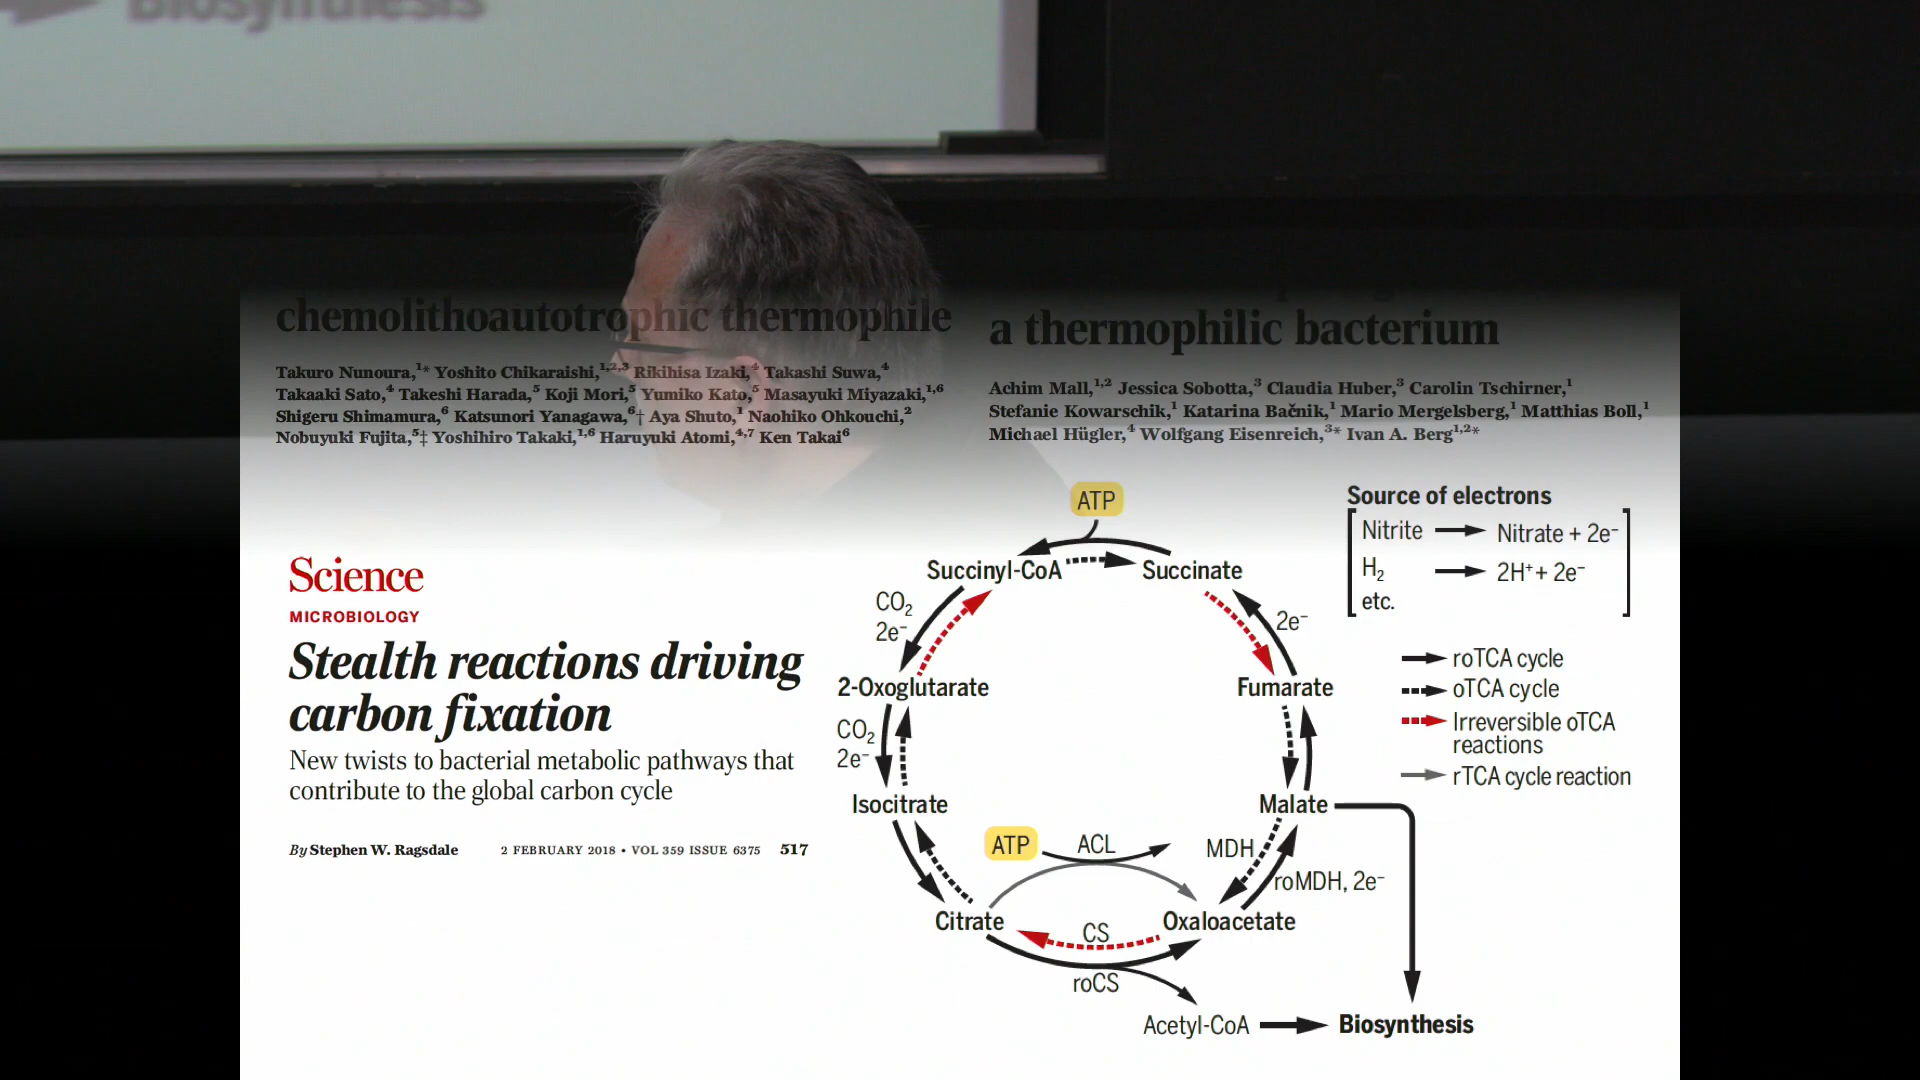 Biosynthesis
chemolithoautotrophic thermophile
Takuro Nunoura,¹* Yoshito Chikaraishi,¹,²,³ Rikihisa Izaki,⁴ Takashi Suwa,⁴
Takaaki Sato,⁴ Takeshi Harada,⁵ Koji Mori,⁵ Yumiko Kato,⁵ Masayuki Miyazaki,¹,⁶
Shigeru Shimamura,⁶ Katsunori Yanagawa,⁶† Aya Shuto,¹ Naohiko Ohkouchi,²
Nobuyuki Fujita,⁵‡ Yoshihiro Takaki,¹,⁶ Haruyuki Atomi,⁴,⁷ Ken Takai⁶
a thermophilic bacterium
Achim Mall,¹,² Jessica Sobotta,³ Claudia Huber,³ Carolin Tschirner,¹
Stefanie Kowarschik,¹ Katarina Bačnik,¹ Mario Mergelsberg,¹ Matthias Boll,¹
Michael Hügler,⁴ Wolfgang Eisenreich,³* Ivan A. Berg¹,²*
Science
MICROBIOLOGY
Stealth reactions driving
carbon fixation
New twists to bacterial metabolic pathways that
contribute to the global carbon cycle
By Stephen W. Ragsdale
2 FEBRUARY 2018 • VOL 359 ISSUE 6375 517
ATP
Succinyl-CoA
Succinate
CO₂
2e⁻
2e⁻
2-Oxoglutarate
Fumarate
CO₂
2e⁻
Isocitrate
Malate
ATP
ACL
MDH
roMDH, 2e⁻
Citrate
Oxaloacetate
CS
roCS
Acetyl-CoA
Biosynthesis
Source of electrons
Nitrite
Nitrate + 2e⁻
H₂
2H⁺ + 2e⁻
etc.
roTCA cycle
oTCA cycle
Irreversible oTCA
reactions
rTCA cycle reaction